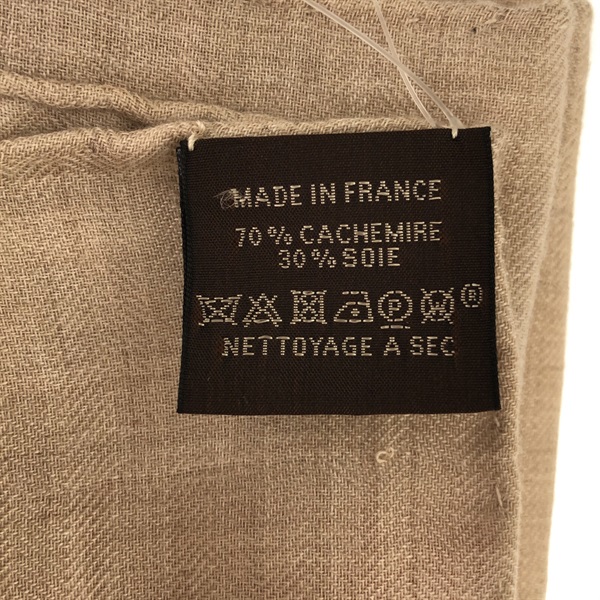 MADE IN FRANCE
70% CACHEMIRE
30% SOIE
P W ®
NETTOYAGE A SEC